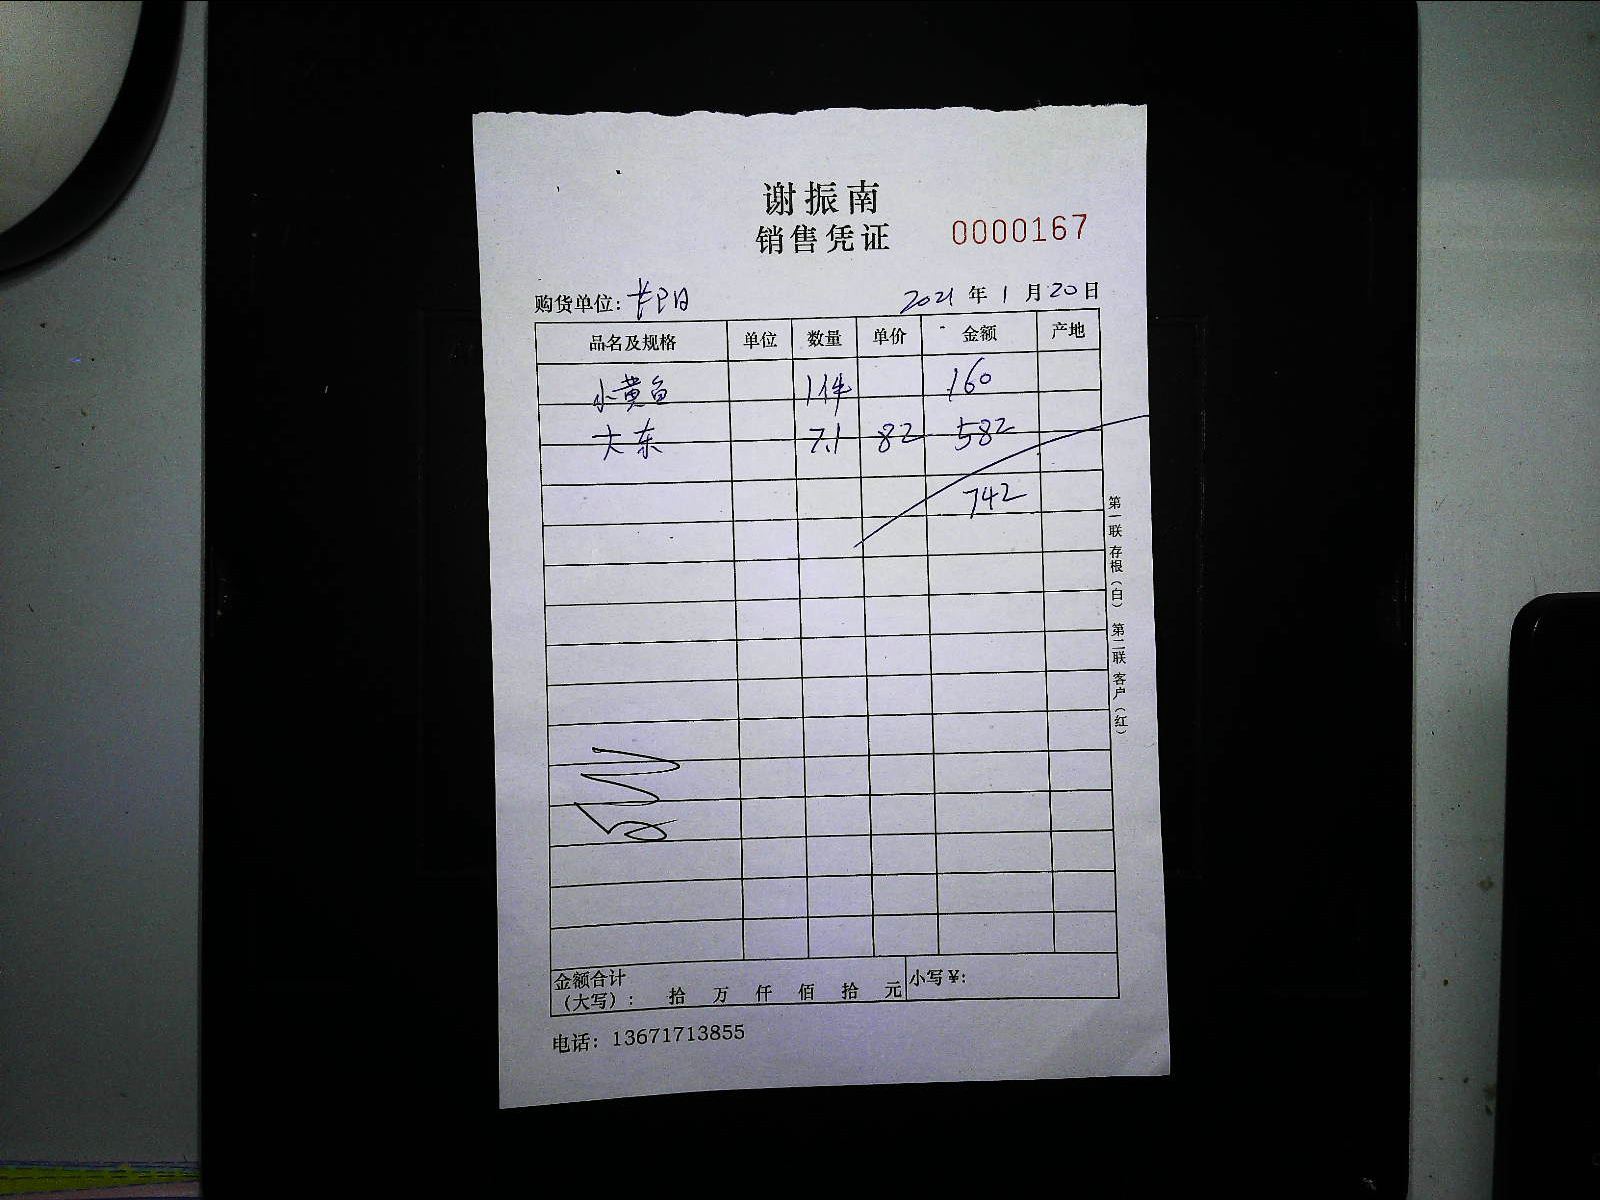 谢振南
销售凭证 0000167
购货单位: 长阳 2021 年 1 月 20 日
品名及规格 单位 数量 单价 金额 产地
小黄鱼 1件 160
大东 7.1 82 582
742
第一联 存根(白) 第二联 客户(红)
金额合计
(大写): 拾 万 仟 佰 拾 元 小写¥:
电话: 13671713855